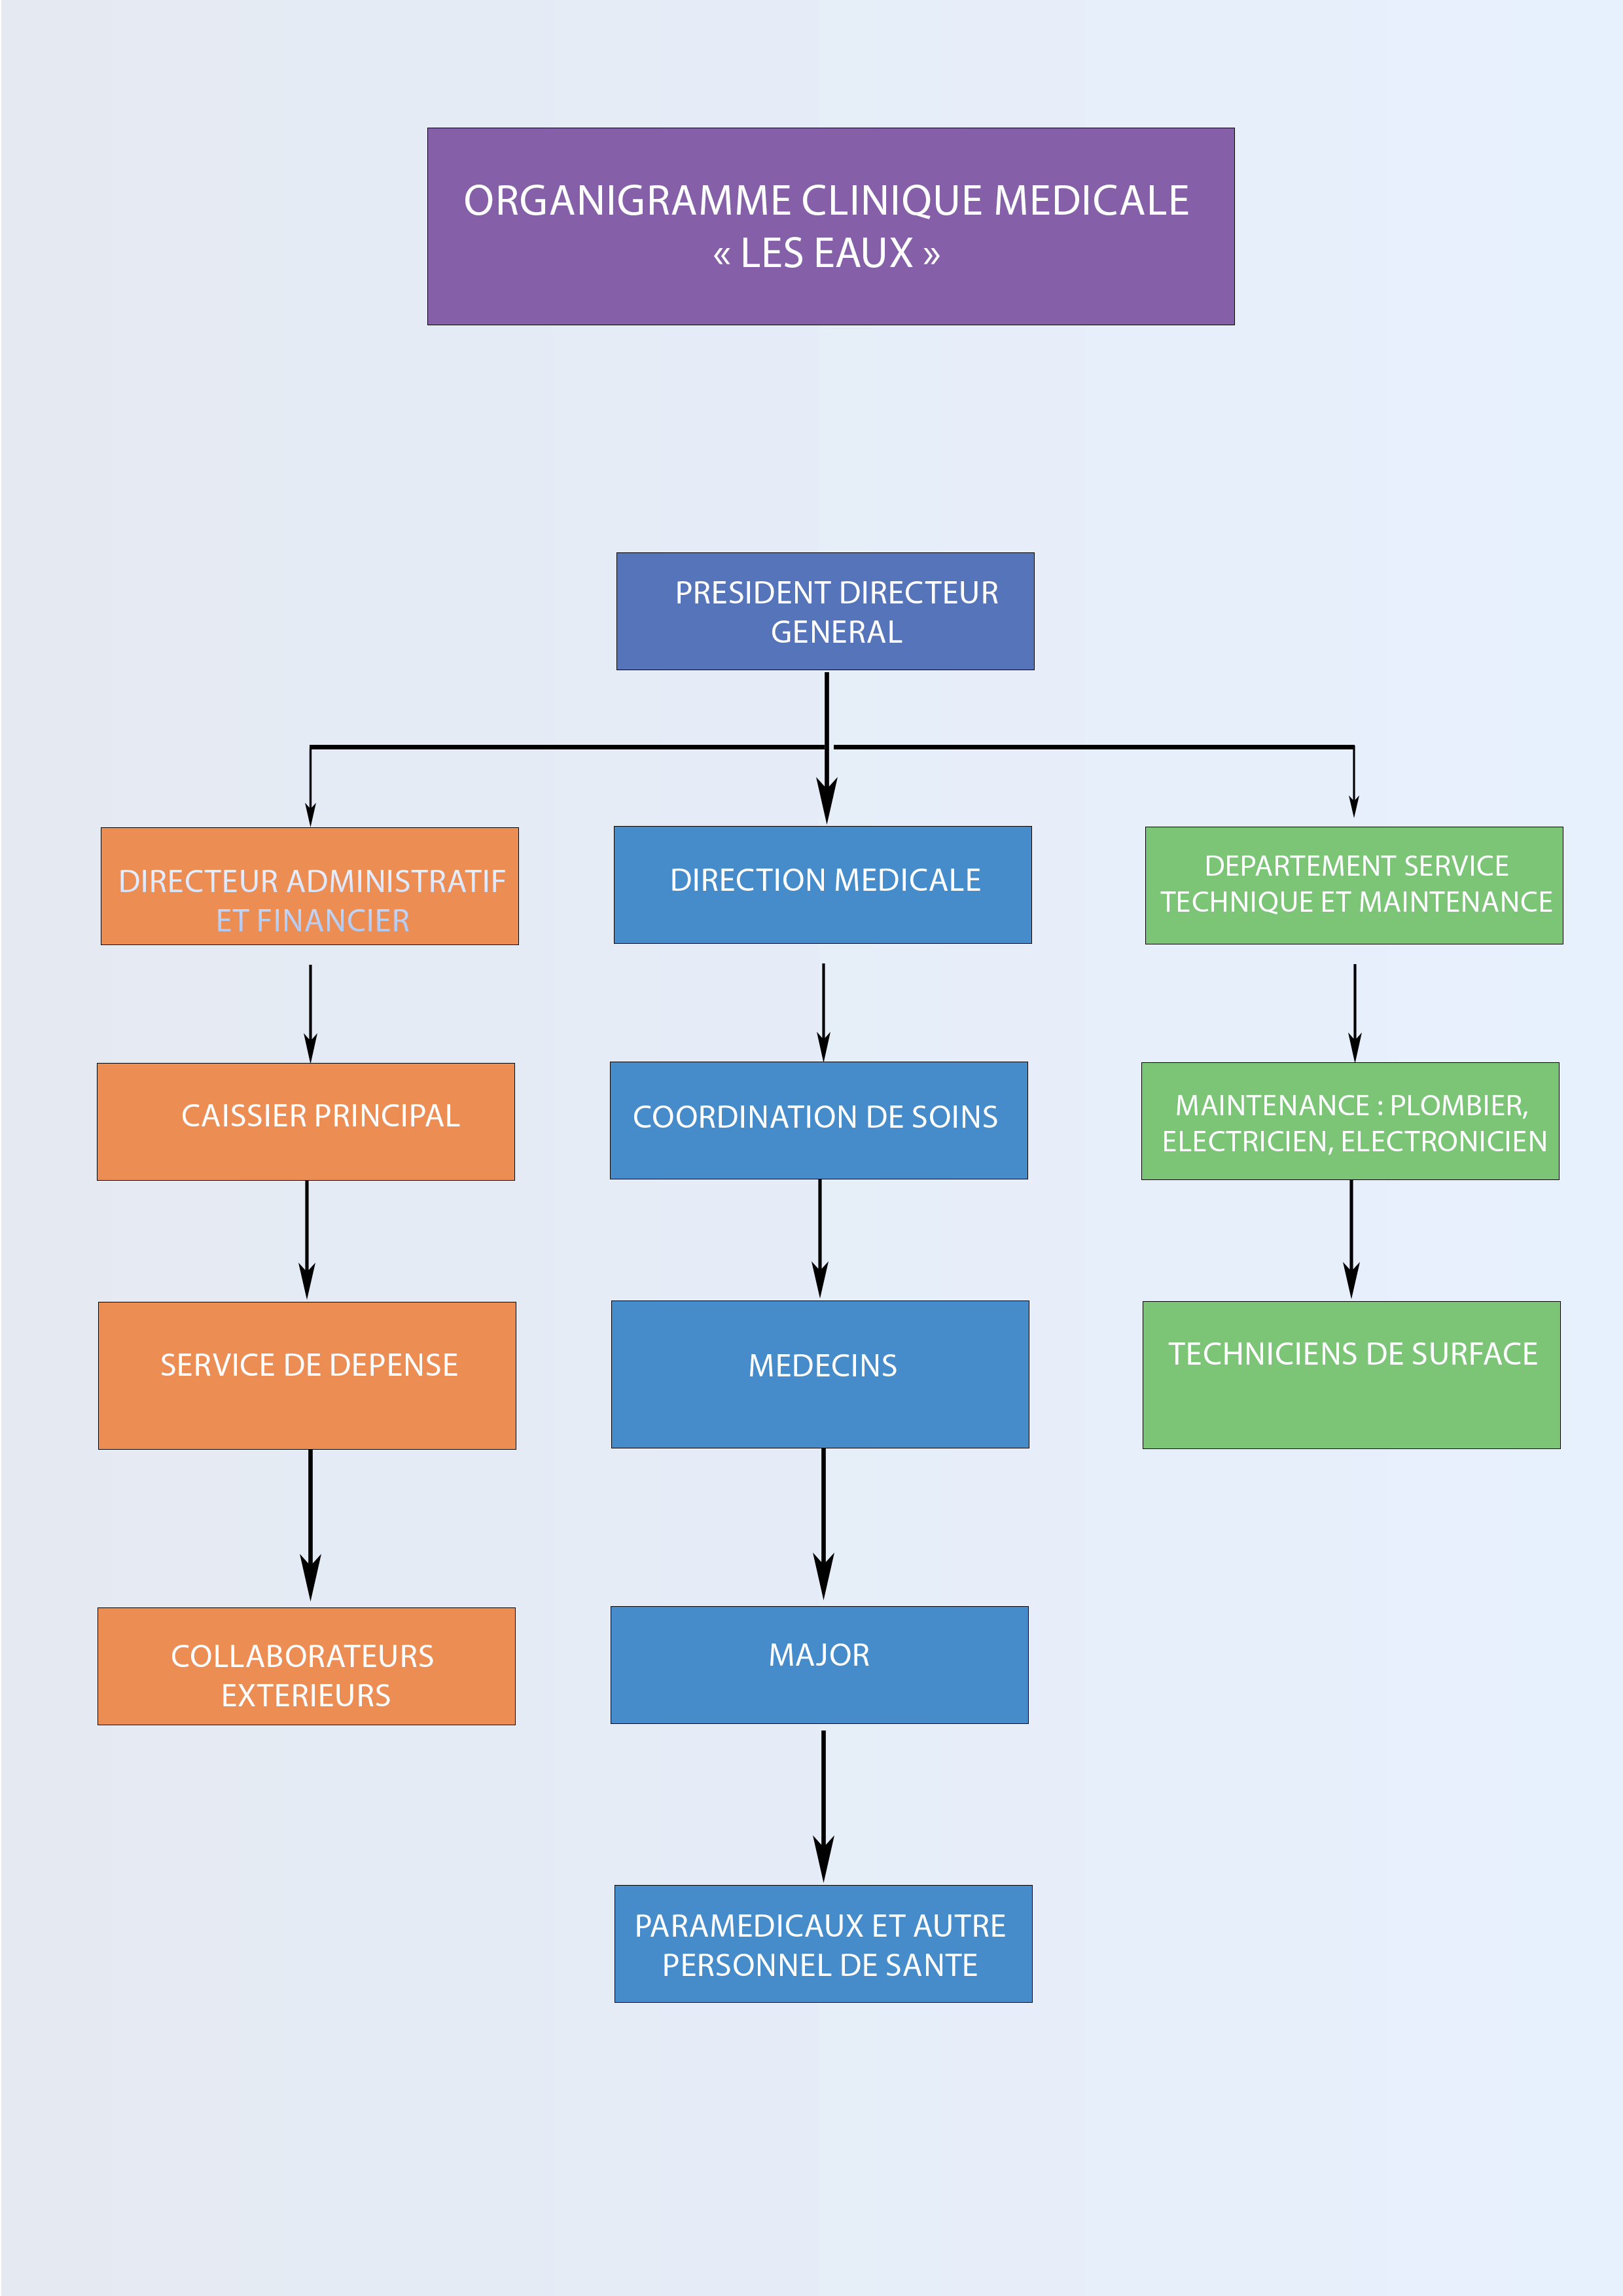 ORGANIGRAMME CLINIQUE MEDICALE
« LES EAUX »
PRESIDENT DIRECTEUR
GENERAL
DIRECTEUR ADMINISTRATIF
ET FINANCIER
DIRECTION MEDICALE
DEPARTEMENT SERVICE
TECHNIQUE ET MAINTENANCE
CAISSIER PRINCIPAL
COORDINATION DE SOINS
MAINTENANCE : PLOMBIER,
ELECTRICIEN, ELECTRONICIEN
SERVICE DE DEPENSE
MEDECINS
TECHNICIENS DE SURFACE
COLLABORATEURS
EXTERIEURS
MAJOR
PARAMEDICAUX ET AUTRE
PERSONNEL DE SANTE